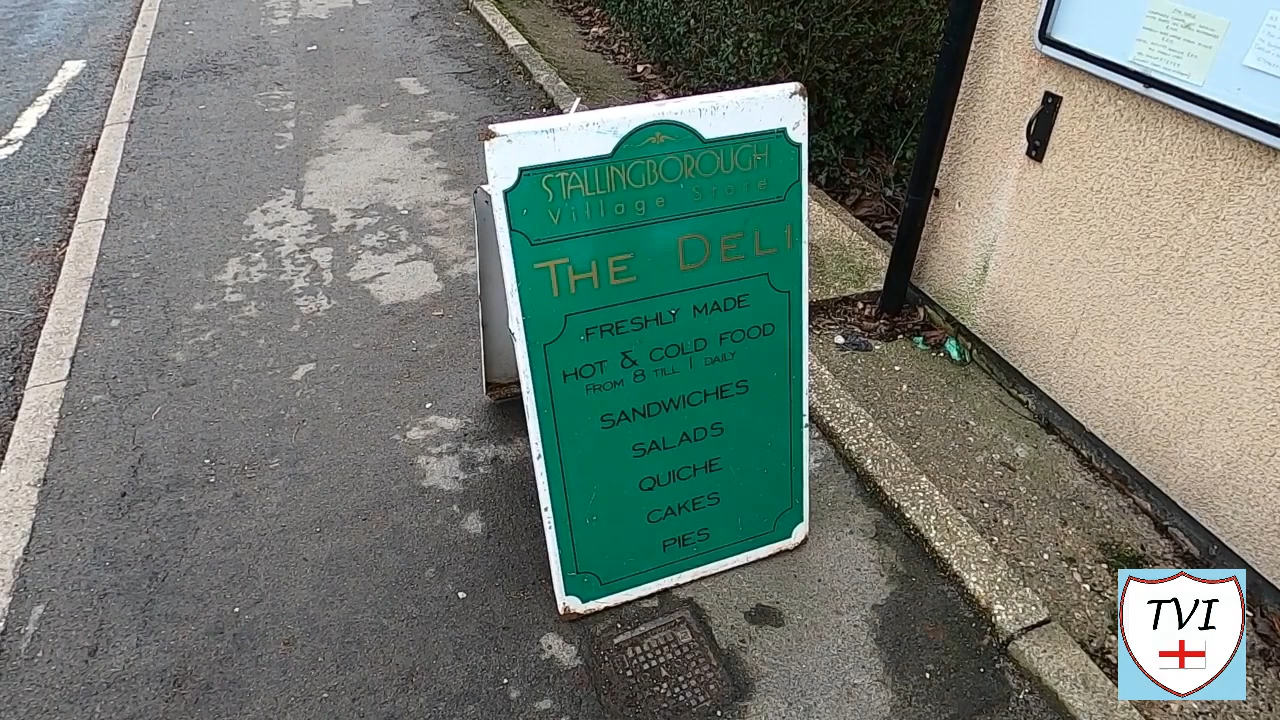 STALLINGBOROUGH
Village Store
THE DELI
FRESHLY MADE
HOT & COLD FOOD
FROM 8 TILL 1 DAILY
SANDWICHES
SALADS
QUICHE
CAKES
PIES
TVI